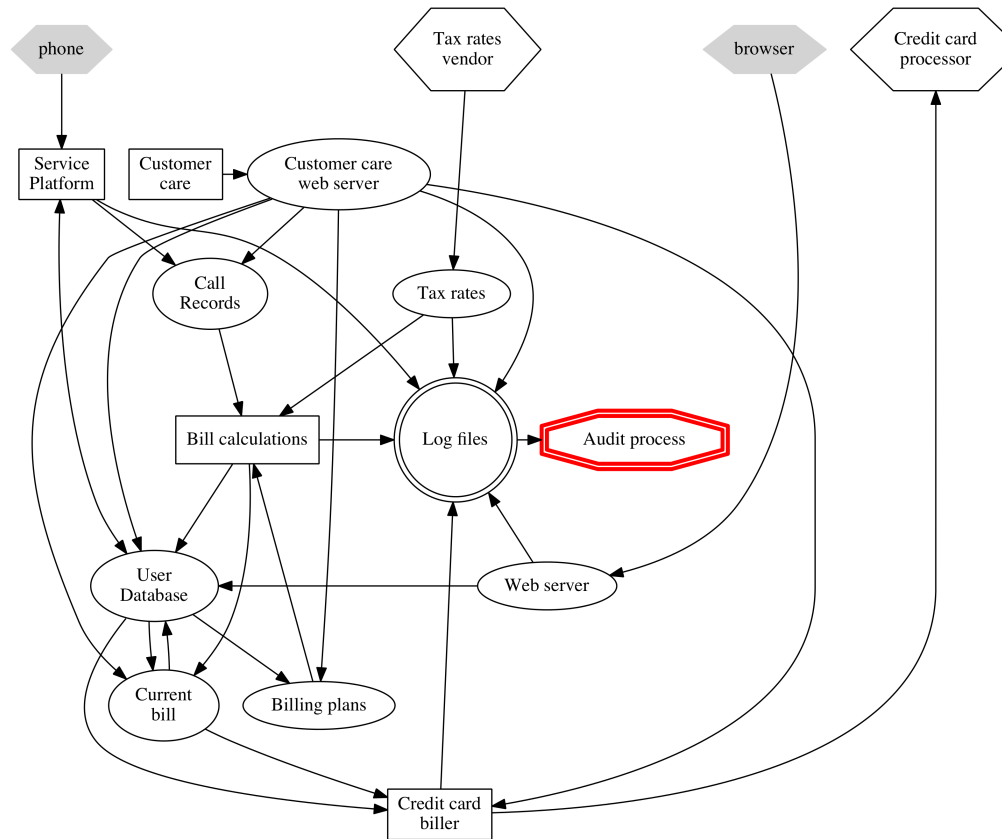 phone
Tax rates
vendor
browser
Credit card
processor
Service
Platform
Customer
care
Customer care
web server
Call
Records
Tax rates
Bill calculations
Log files
Audit process
User
Database
Web server
Current
bill
Billing plans
Credit card
biller